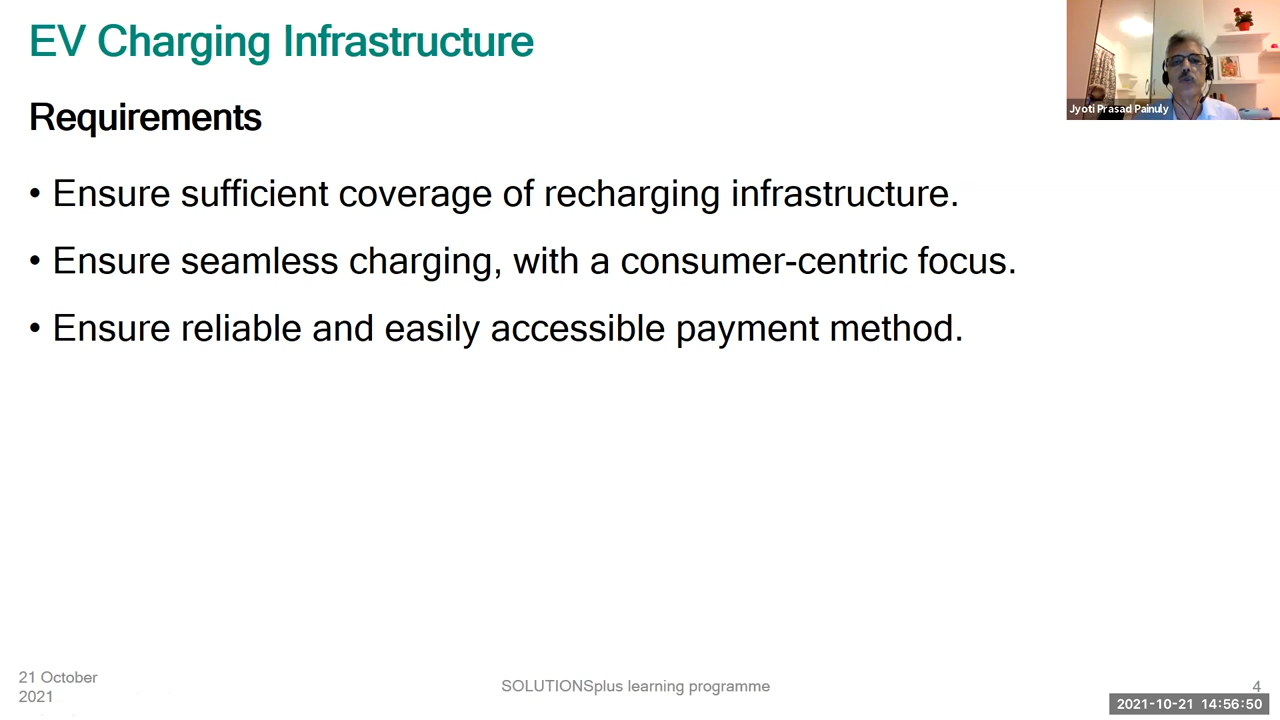 EV Charging Infrastructure
Jyoti Prasad Painuly
Requirements
• Ensure sufficient coverage of recharging infrastructure.
• Ensure seamless charging, with a consumer-centric focus.
• Ensure reliable and easily accessible payment method.
21 October
2021
SOLUTIONSplus learning programme
4
2021-10-21 14:56:50